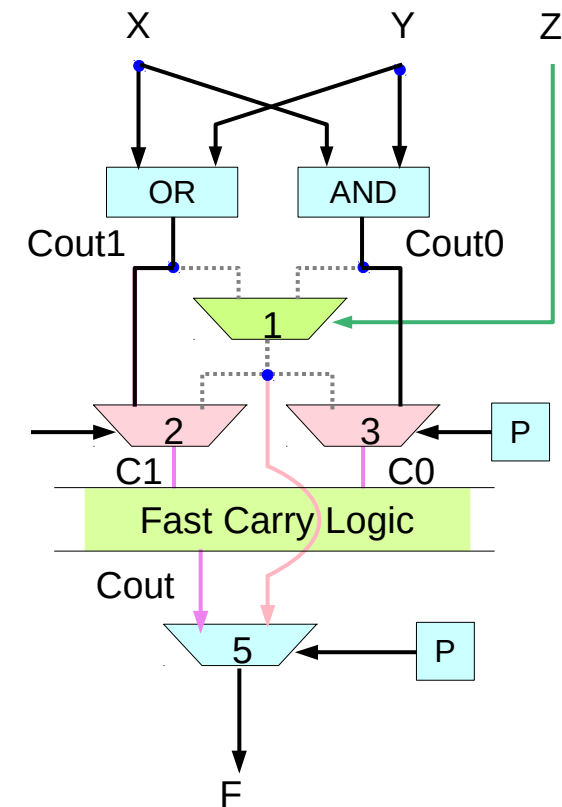 X Y Z
OR AND
Cout1 Cout0
1
2 3 P
C1 C0
Fast Carry Logic
Cout
5 P
F